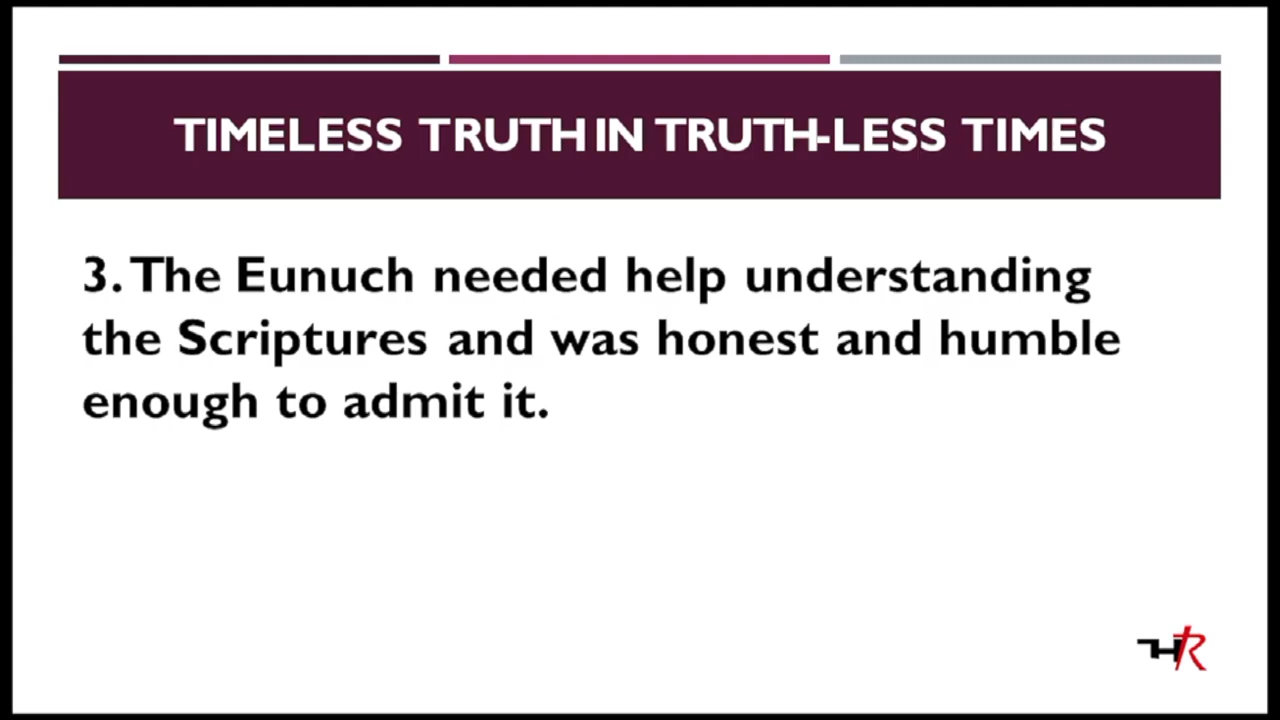 TIMELESS TRUTH IN TRUTH-LESS TIMES
3. The Eunuch needed help understanding
the Scriptures and was honest and humble
enough to admit it.